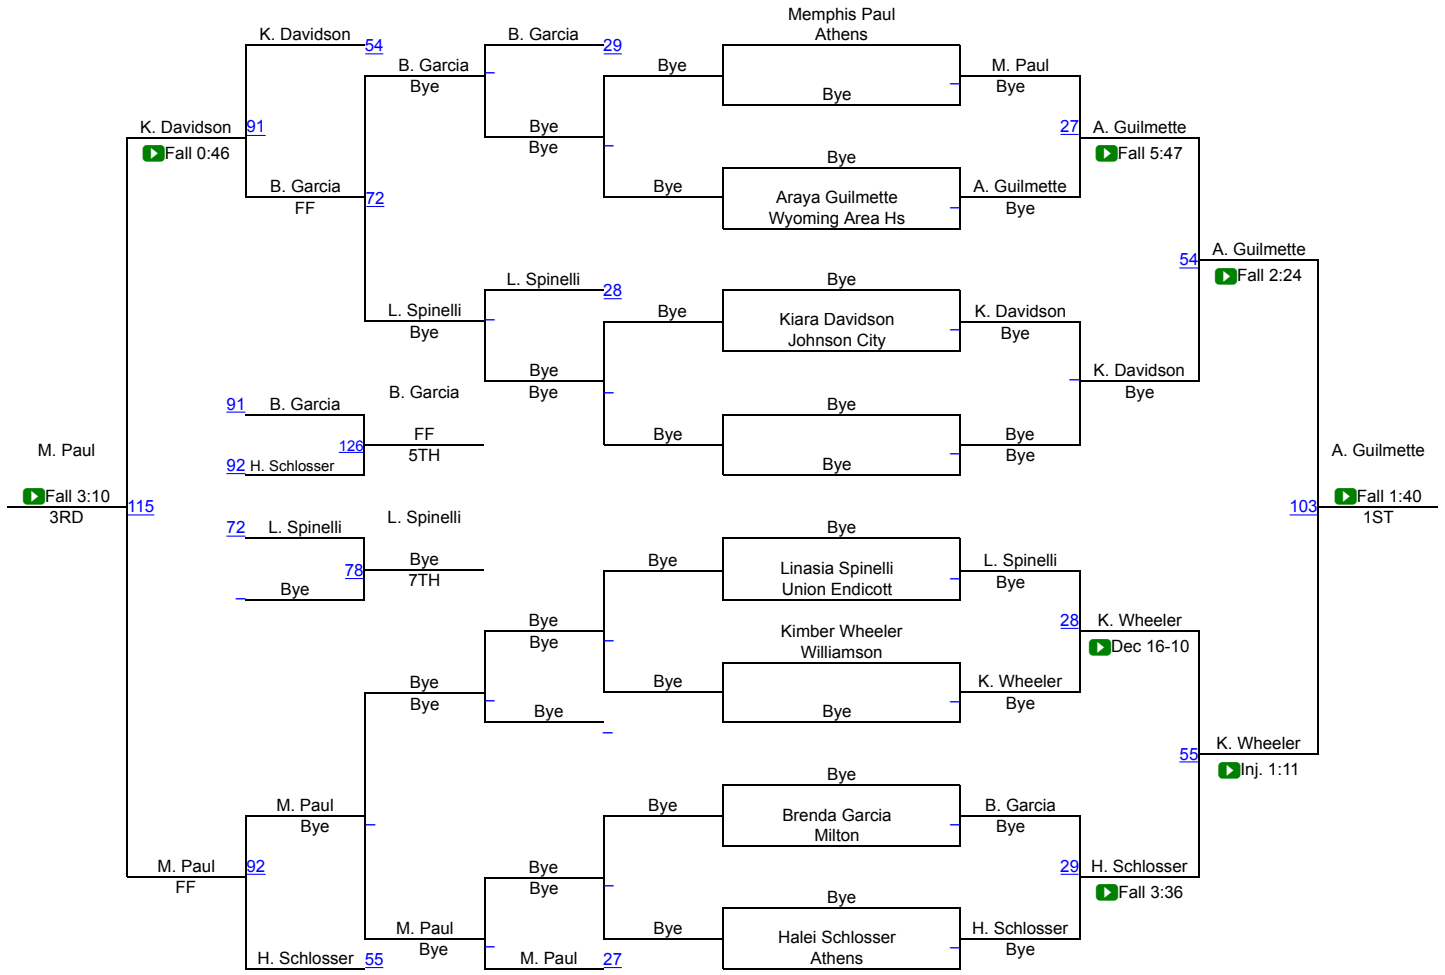 Memphis Paul
Athens
K. Davidson
54
B. Garcia
29
B. Garcia
Bye
Bye
M. Paul
Bye
Bye
K. Davidson
91
Fall 0:46
Bye
Bye
27
A. Guilmette
Fall 5:47
Bye
B. Garcia
FF
72
Bye
Araya Guilmette
Wyoming Area Hs
A. Guilmette
Bye
A. Guilmette
54
Fall 2:24
L. Spinelli
28
Bye
L. Spinelli
Bye
Bye
Kiara Davidson
Johnson City
K. Davidson
Bye
Bye
Bye
K. Davidson
Bye
91
B. Garcia
B. Garcia
Bye
126
FF
5TH
Bye
Bye
Bye
92
H. Schlosser
Bye
M. Paul
Fall 3:10
3RD
115
A. Guilmette
103
Fall 1:40
1ST
72
L. Spinelli
L. Spinelli
Bye
78
Bye
7TH
Bye
Bye
Linasia Spinelli
Union Endicott
L. Spinelli
Bye
Bye
Bye
Kimber Wheeler
Williamson
28
K. Wheeler
Dec 16-10
Bye
Bye
Bye
K. Wheeler
Bye
Bye
Bye
K. Wheeler
55
Inj. 1:11
Bye
M. Paul
Bye
Bye
Brenda Garcia
Milton
B. Garcia
Bye
M. Paul
FF
92
Bye
Bye
29
H. Schlosser
Fall 3:36
Bye
M. Paul
Bye
Bye
Halei Schlosser
Athens
H. Schlosser
Bye
H. Schlosser
55
M. Paul
27